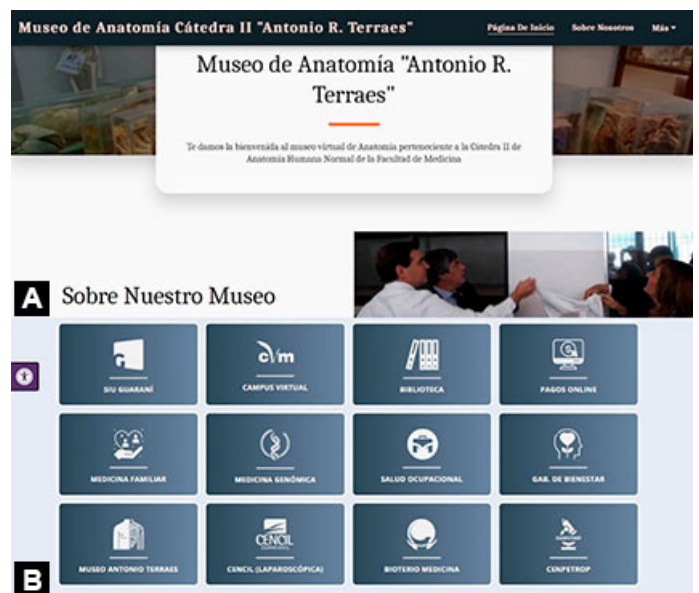 Museo de Anatomía Cátedra II "Antonio R. Terraes"
Página De Inicio
Sobre Nosotros
Más
Museo de Anatomía "Antonio R.
Terraes"
Te damos la bienvenida al museo virtual de Anatomía perteneciente a la Cátedra II de
Anatomía Humana Normal de la Facultad de Medicina
A
Sobre Nuestro Museo
G
SIU GUARANÍ
cVm
CAMPUS VIRTUAL
BIBLIOTECA
PAGOS ONLINE
MEDICINA FAMILIAR
MEDICINA GENÓMICA
SALUD OCUPACIONAL
GAB. DE BIENESTAR
MUSEO ANTONIO TERRAES
CENCIL
CENCIL (LAPAROSCÓPICA)
BIOTERIO MEDICINA
CENPETROP
B